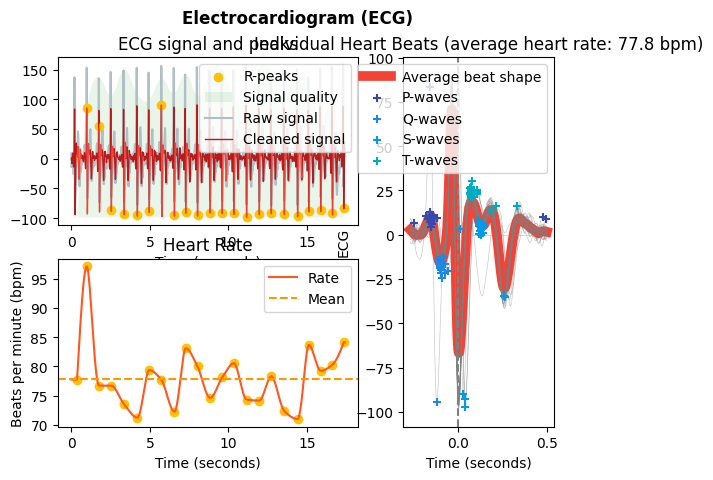 Electrocardiogram (ECG)
ECG signal and peaks
Individual Heart Beats (average heart rate: 77.8 bpm)
150
100
50
0
−50
−100
R-peaks
Signal quality
Raw signal
Cleaned signal
0
5
10
15
Time (seconds)
Heart Rate
95
90
85
80
75
70
Beats per minute (bpm)
Rate
Mean
0
5
10
15
Time (seconds)
ECG
100
75
50
25
0
−25
−50
−75
−100
Average beat shape
P-waves
Q-waves
S-waves
T-waves
0.0
0.5
Time (seconds)